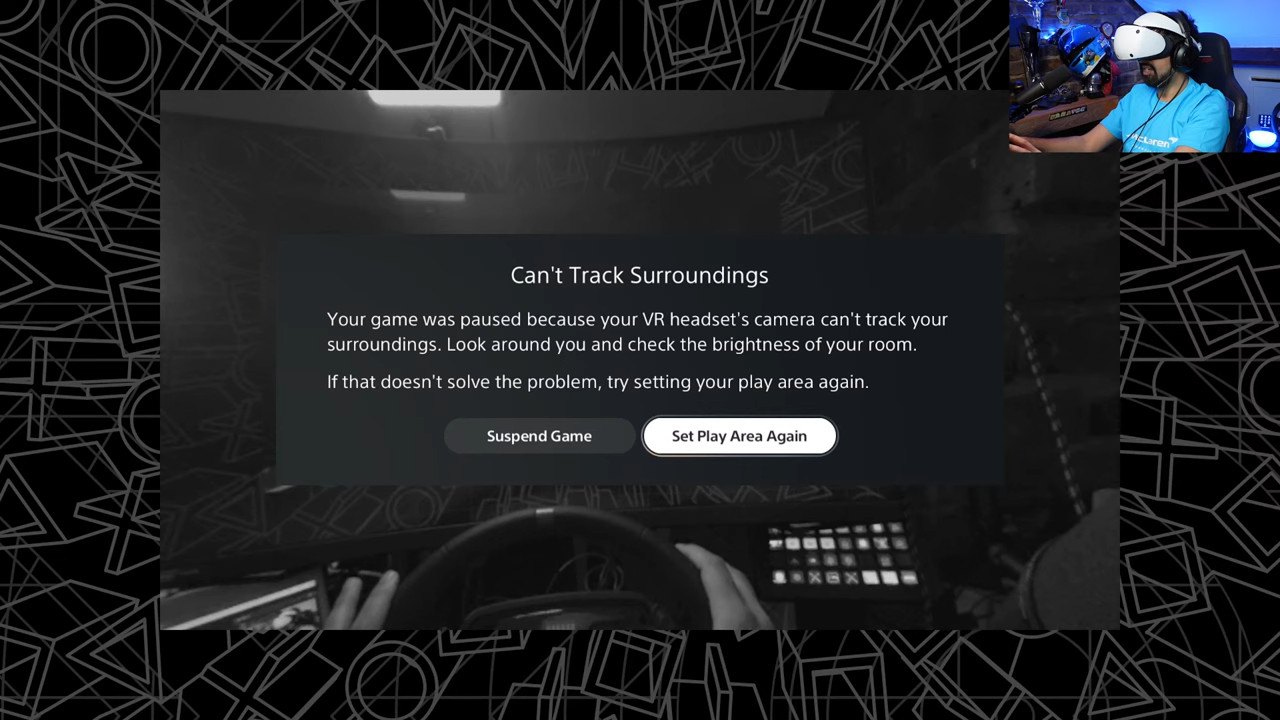 Can't Track Surroundings
Your game was paused because your VR headset's camera can't track your
surroundings. Look around you and check the brightness of your room.
If that doesn't solve the problem, try setting your play area again.
Suspend Game
Set Play Area Again
McLaren